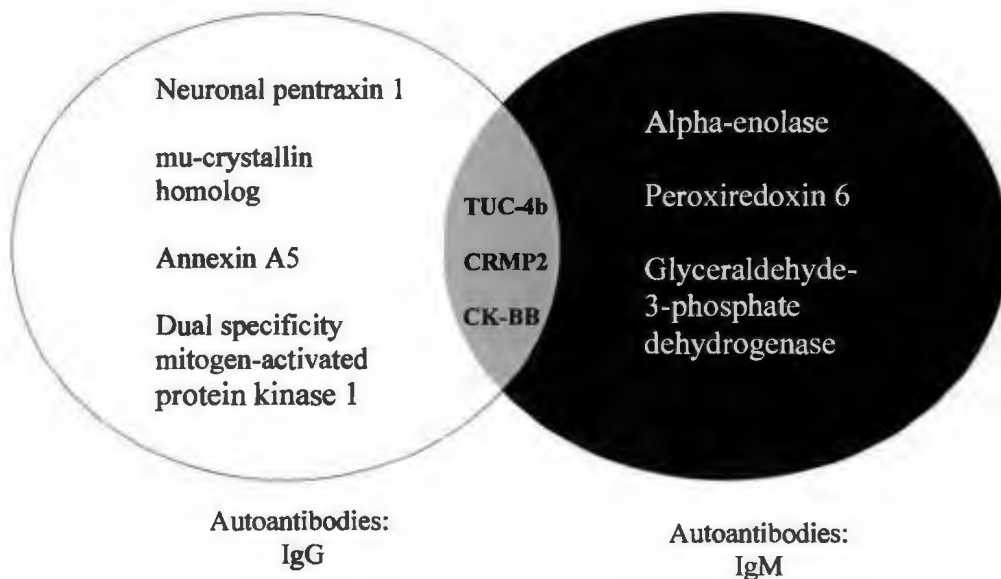 Neuronal pentraxin 1
mu-crystallin
homolog
Annexin A5
Dual specificity
mitogen-activated
protein kinase 1
TUC-4b
CRMP2
CK-BB
Alpha-enolase
Peroxiredoxin 6
Glyceraldehyde-
3-phosphate
dehydrogenase
Autoantibodies:
IgG
Autoantibodies:
IgM